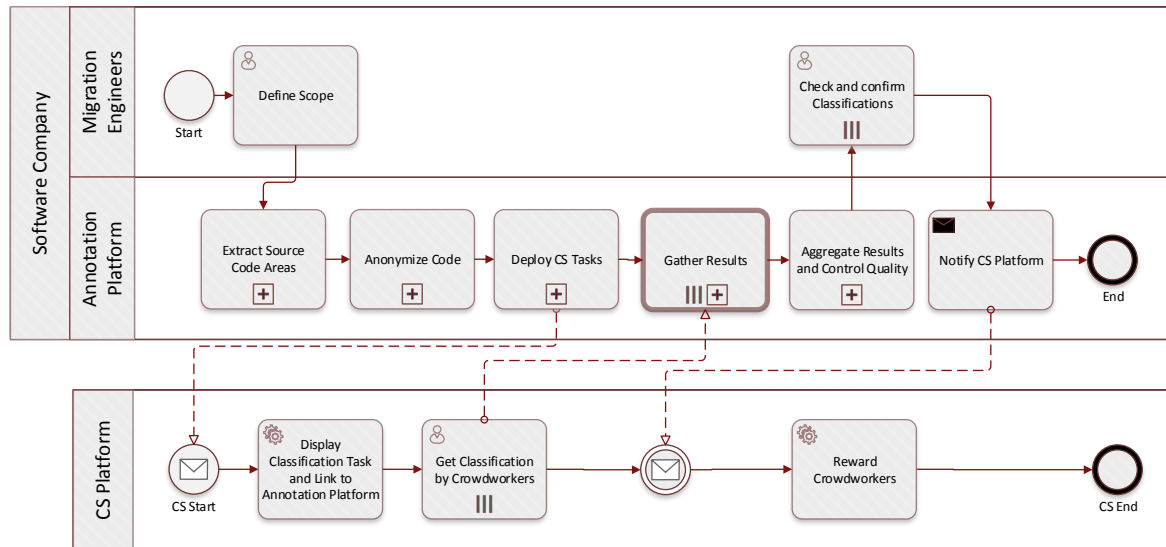 Software Company
Migration
Engineers
Start
Define Scope
Check and confirm
Classifications
Annotation
Platform
Extract Source
Code Areas
Anonymize Code
Deploy CS Tasks
Gather Results
Aggregate Results
and Control Quality
Notify CS Platform
End
CS Platform
CS Start
Display
Classification Task
and Link to
Annotation Platform
Get Classification
by Crowdworkers
Reward
Crowdworkers
CS End